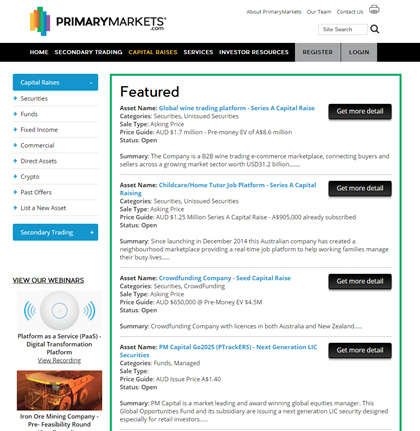 About PrimaryMarkets Our Team Contact Us
PRIMARYMARKETS
.com
Site Search
HOME SECONDARY TRADING CAPITAL RAISES SERVICES INVESTOR RESOURCES REGISTER LOGIN
Capital Raises -
+ Securities
+ Funds
+ Fixed Income
+ Commercial
+ Direct Assets
+ Crypto
+ Past Offers
+ List a New Asset
Secondary Trading +
VIEW OUR WEBINARS
Platform as a Service (PaaS) -
Digital Transformation
Platform
View Recording
Iron Ore Mining Company -
Pre- Feasibility Round
Featured
Asset Name: Global wine trading platform - Series A Capital Raise
Get more detail
Categories: Securities, Unissued Securities
Sale Type: Asking Price
Price Guide: AUD $1.7 million - Pre-money EV of A$8.6 million
Status: Open
Summary: The Company is a B2B wine trading e-commerce marketplace, connecting buyers and
sellers across a growing market sector worth USD31.2 billion......
Asset Name: Childcare/Home Tutor Job Platform - Series A Capital
Raising
Get more detail
Categories: Securities, Unissued Securities
Sale Type: Asking Price
Price Guide: AUD $1.25 Million Series A Capital Raise - A$905,000 already subscribed
Status: Open
Summary: Since launching in December 2014 this Australian company has created a
neighbourhood marketplace providing a real-time job platform to help working families manage
their busy lives.....
Asset Name: Crowdfunding Company - Seed Capital Raise
Get more detail
Categories: Securities, CrowdFunding
Sale Type: Asking Price
Price Guide: AUD $650,000 @ Pre-Money EV $4.5M
Status: Open
Summary: Crowdfunding Company with licences in both Australia and New Zealand.....
Asset Name: PM Capital Go2025 (PTrackERS) - Next Generation LIC
Securities
Get more detail
Categories: Funds, Managed
Sale Type:
Price Guide: AUD Issue Price A$1.40
Status: Open
Summary: PM Capital is a market leading and award winning global equities manager. This
Global Opportunities Fund and its subsidiary are issuing a next generation LIC security designed
especially for retail investors.....